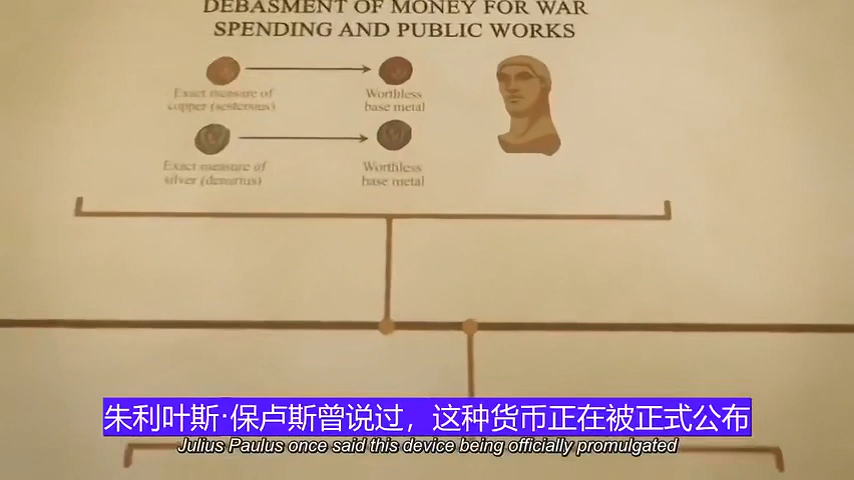 DEBASMENT OF MONEY FOR WAR
SPENDING AND PUBLIC WORKS
Exact measure of
copper (sestertius)
Worthless
base metal
Exact measure of
silver (denarius)
Worthless
base metal
朱利叶斯·保卢斯曾说过，这种货币正在被正式公布
Julius Paulus once said this device being officially promulgated